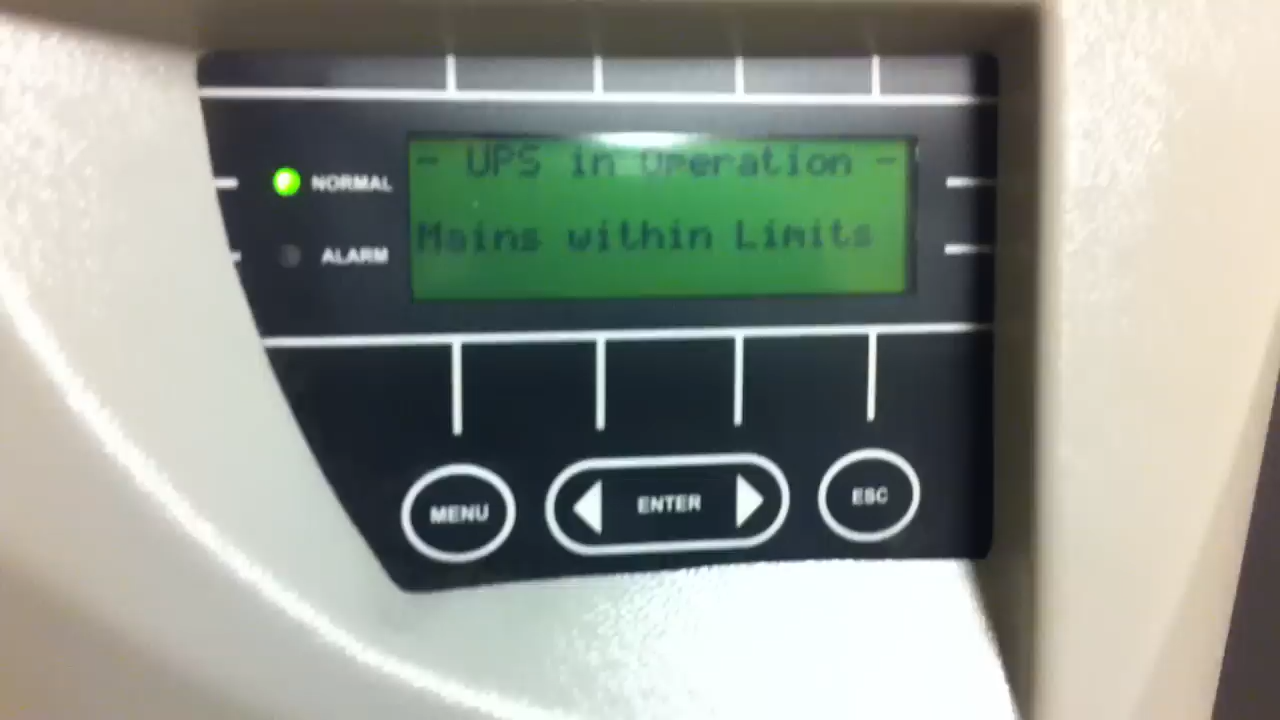 - UPS in Operation -
NORMAL
Mains within Limits
ALARM
MENU
ENTER
ESC